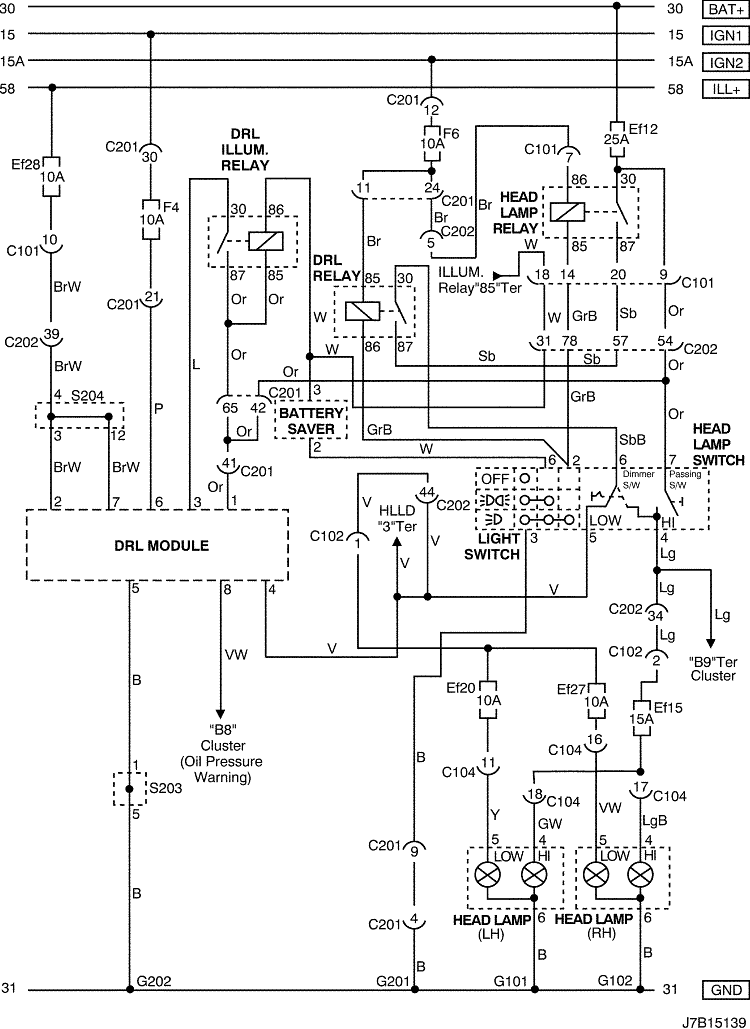 30 30 BAT+
15 15 IGN1
15A 15A IGN2
58 58 ILL+
C201
12
F6
10A
Ef12
25A
DRL
ILLUM.
RELAY
C201
30
C101
7
Ef28
10A
11 24
C201
86 30
HEAD
LAMP
RELAY
F4
10A
30 86
Br
Br
C202
5
10
C101
85 87
W
DRL
RELAY
Br
87 85
85 30
ILLUM.
Relay"85"Ter
18 14 20 9
C101
BrW
Or Or
21
C201
W GrB Sb Or
39
C202
W
86 87
31 78 57 54
C202
BrW
L
Or
W
Sb Sb
Or
Or
4
S204
P
65 42
C201
3
BATTERY
SAVER
GrB
Or
3 12
Or
2
GrB
SbB
HEAD
LAMP
SWITCH
BrW BrW
41
C201
W
6 2 6 7
Dimmer
S/W
Passing
S/W
Or
V
44
C202
OFF
2 7 6 3 1
HLLD
"3"Ter
LOW HI
DRL MODULE
C102
1
V
V
LIGHT
SWITCH
3 5 4
Lg
5 8 4
V
Lg
Lg
C202
34
V
Lg
VW
C102
2
"B9"Ter
Cluster
B
Ef20
10A
Ef27
10A
Ef15
15A
"B8"
Cluster
(Oil Pressure
Warning)
16
C104
B
1
S203
5
11
C104
18
C104
17
C104
Y GW VW LgB
C201
9
5 4 5 4
LOW HI LOW HI
B
C201
4
HEAD LAMP
(LH)
6
HEAD LAMP
(RH)
6
B B B
31 G202 G201 G101 G102 31 GND
J7B15139